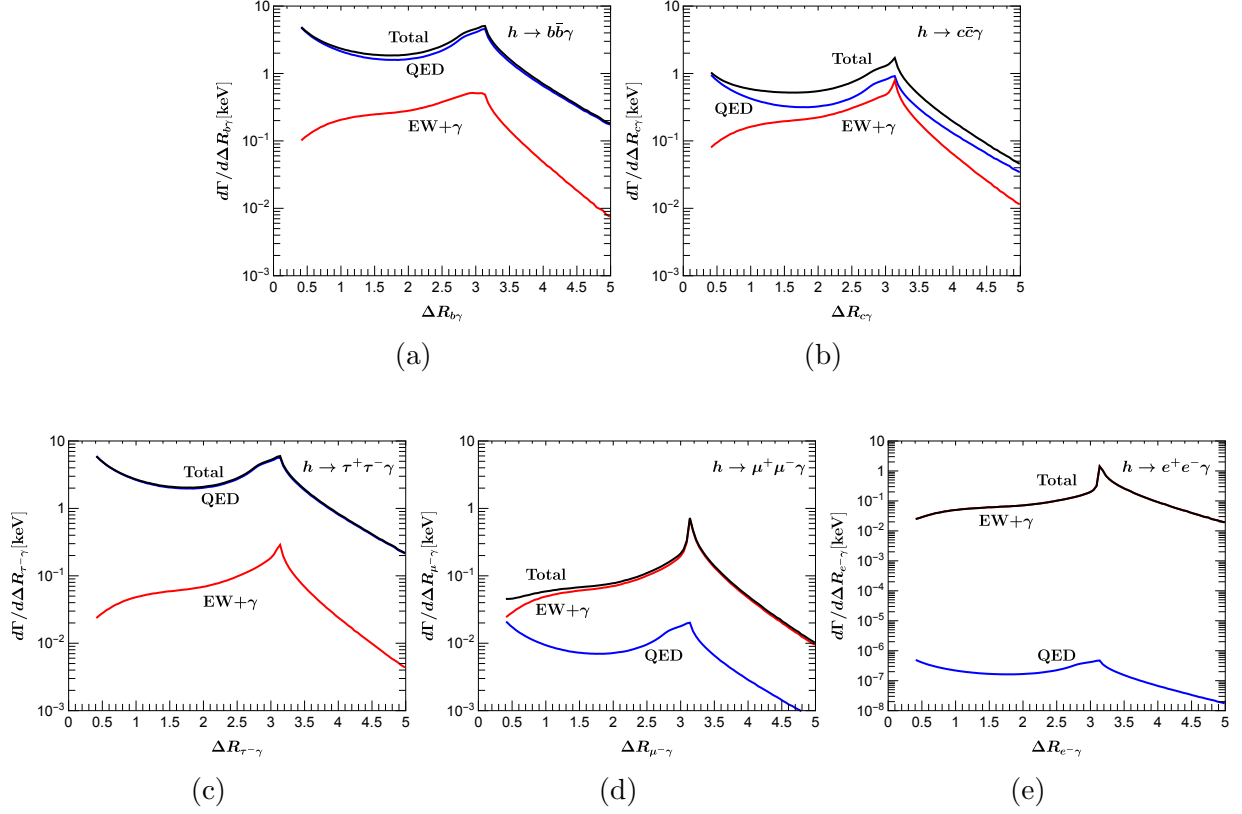 10
1
10⁻¹
10⁻²
10⁻³
dΓ/dΔR_{bγ}[keV]
h → bb̄γ
Total
QED
EW+γ
0 0.5 1 1.5 2 2.5 3 3.5 4 4.5 5
ΔR_{bγ}
(a)
10
1
10⁻¹
10⁻²
10⁻³
dΓ/dΔR_{cγ}[keV]
h → cc̄γ
Total
QED
EW+γ
0 0.5 1 1.5 2 2.5 3 3.5 4 4.5 5
ΔR_{cγ}
(b)
10
1
10⁻¹
10⁻²
10⁻³
dΓ/dΔR_{τ⁻γ}[keV]
h → τ⁺τ⁻γ
Total
QED
EW+γ
0 0.5 1 1.5 2 2.5 3 3.5 4 4.5 5
ΔR_{τ⁻γ}
(c)
10
1
10⁻¹
10⁻²
10⁻³
dΓ/dΔR_{μ⁻γ}[keV]
h → μ⁺μ⁻γ
Total
EW+γ
QED
0 0.5 1 1.5 2 2.5 3 3.5 4 4.5 5
ΔR_{μ⁻γ}
(d)
10
1
10⁻¹
10⁻²
10⁻³
10⁻⁴
10⁻⁵
10⁻⁶
10⁻⁷
10⁻⁸
dΓ/dΔR_{e⁻γ}[keV]
h → e⁺e⁻γ
Total
EW+γ
QED
0 0.5 1 1.5 2 2.5 3 3.5 4 4.5 5
ΔR_{e⁻γ}
(e)